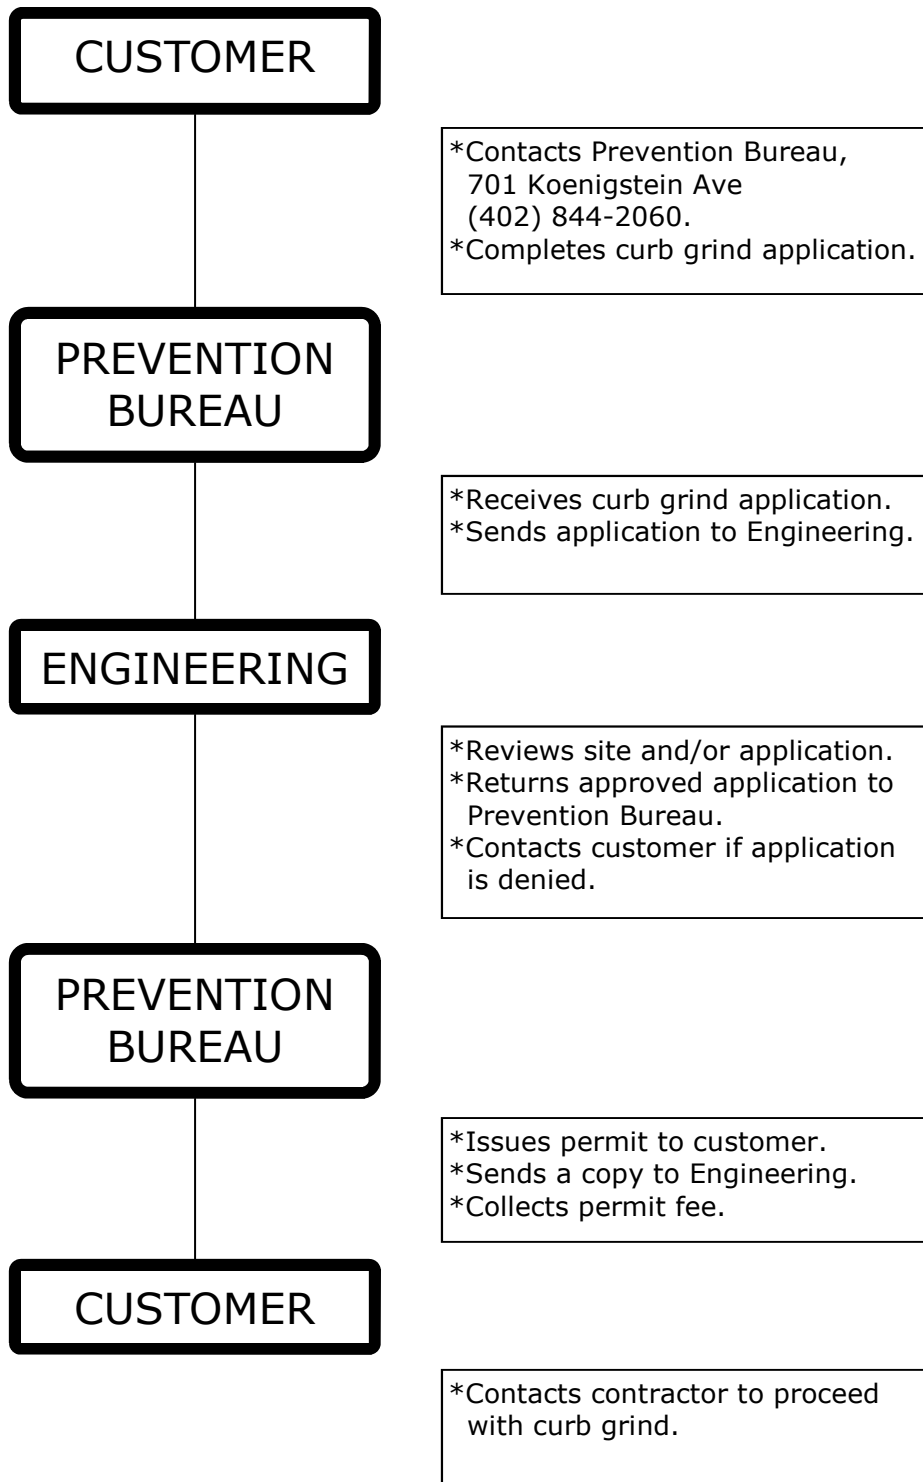 CUSTOMER
*Contacts Prevention Bureau,
701 Koenigstein Ave
(402) 844-2060.
*Completes curb grind application.
PREVENTION
BUREAU
*Receives curb grind application.
*Sends application to Engineering.
ENGINEERING
*Reviews site and/or application.
*Returns approved application to
Prevention Bureau.
*Contacts customer if application
is denied.
PREVENTION
BUREAU
*Issues permit to customer.
*Sends a copy to Engineering.
*Collects permit fee.
CUSTOMER
*Contacts contractor to proceed
with curb grind.